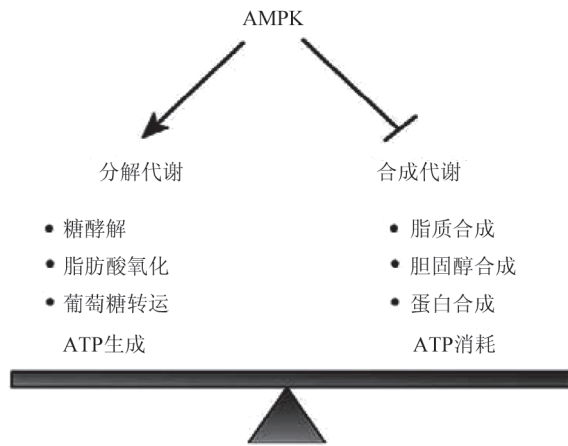 AMPK
分解代谢
合成代谢
• 糖酵解
• 脂肪酸氧化
• 葡萄糖转运
ATP生成
• 脂质合成
• 胆固醇合成
• 蛋白合成
ATP消耗